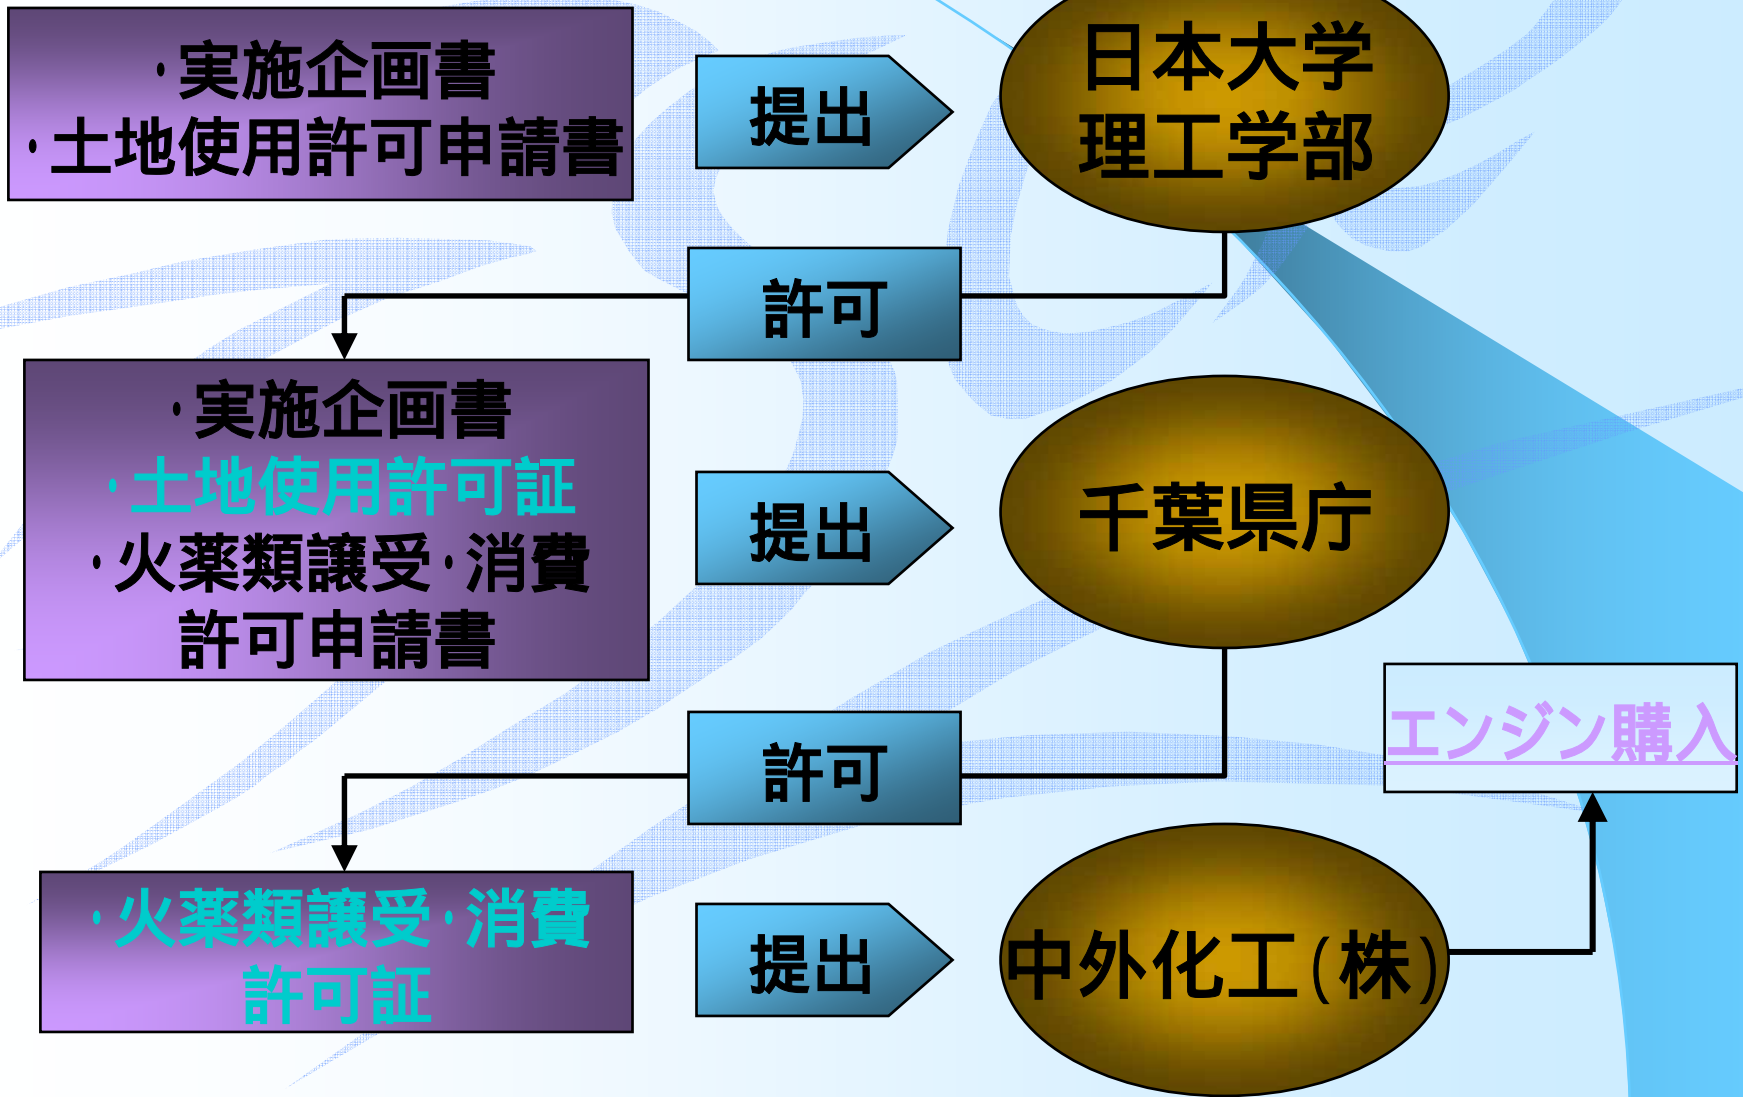 ・実施企画書
・土地使用許可申請書
提出
日本大学
理工学部
許可
・実施企画書
・土地使用許可証
・火薬類譲受・消費
許可申請書
提出
千葉県庁
許可
エンジン購入
・火薬類譲受・消費
許可証
提出
中外化工(株)